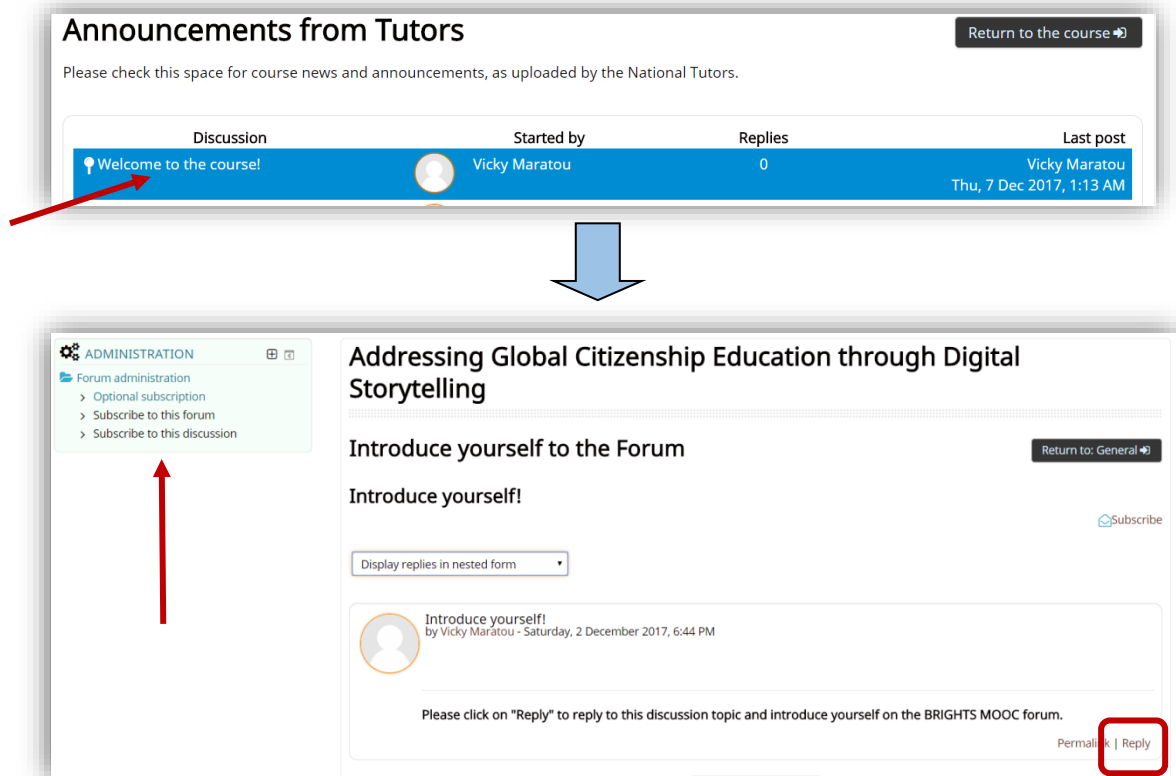 Announcements from Tutors
Return to the course
Please check this space for course news and announcements, as uploaded by the National Tutors.
Discussion Started by Replies Last post
Welcome to the course! Vicky Maratou 0 Vicky Maratou
Thu, 7 Dec 2017, 1:13 AM
ADMINISTRATION
Forum administration
Optional subscription
Subscribe to this forum
Subscribe to this discussion
Addressing Global Citizenship Education through Digital
Storytelling
Introduce yourself to the Forum
Return to: General
Introduce yourself!
Subscribe
Display replies in nested form
Introduce yourself!
by Vicky Maratou - Saturday, 2 December 2017, 6:44 PM
Please click on "Reply" to reply to this discussion topic and introduce yourself on the BRIGHTS MOOC forum.
Permalink | Reply